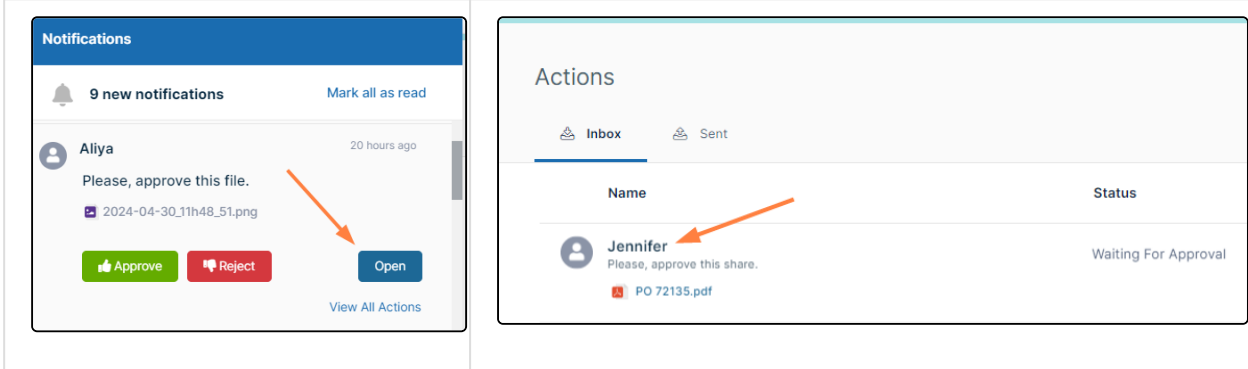 Notifications
9 new notifications Mark all as read
Aliya 20 hours ago
Please, approve this file.
2024-04-30_11h48_51.png
Approve Reject Open
View All Actions
Actions
Inbox Sent
Name Status
Jennifer
Please, approve this share.
Waiting For Approval
PO 72135.pdf